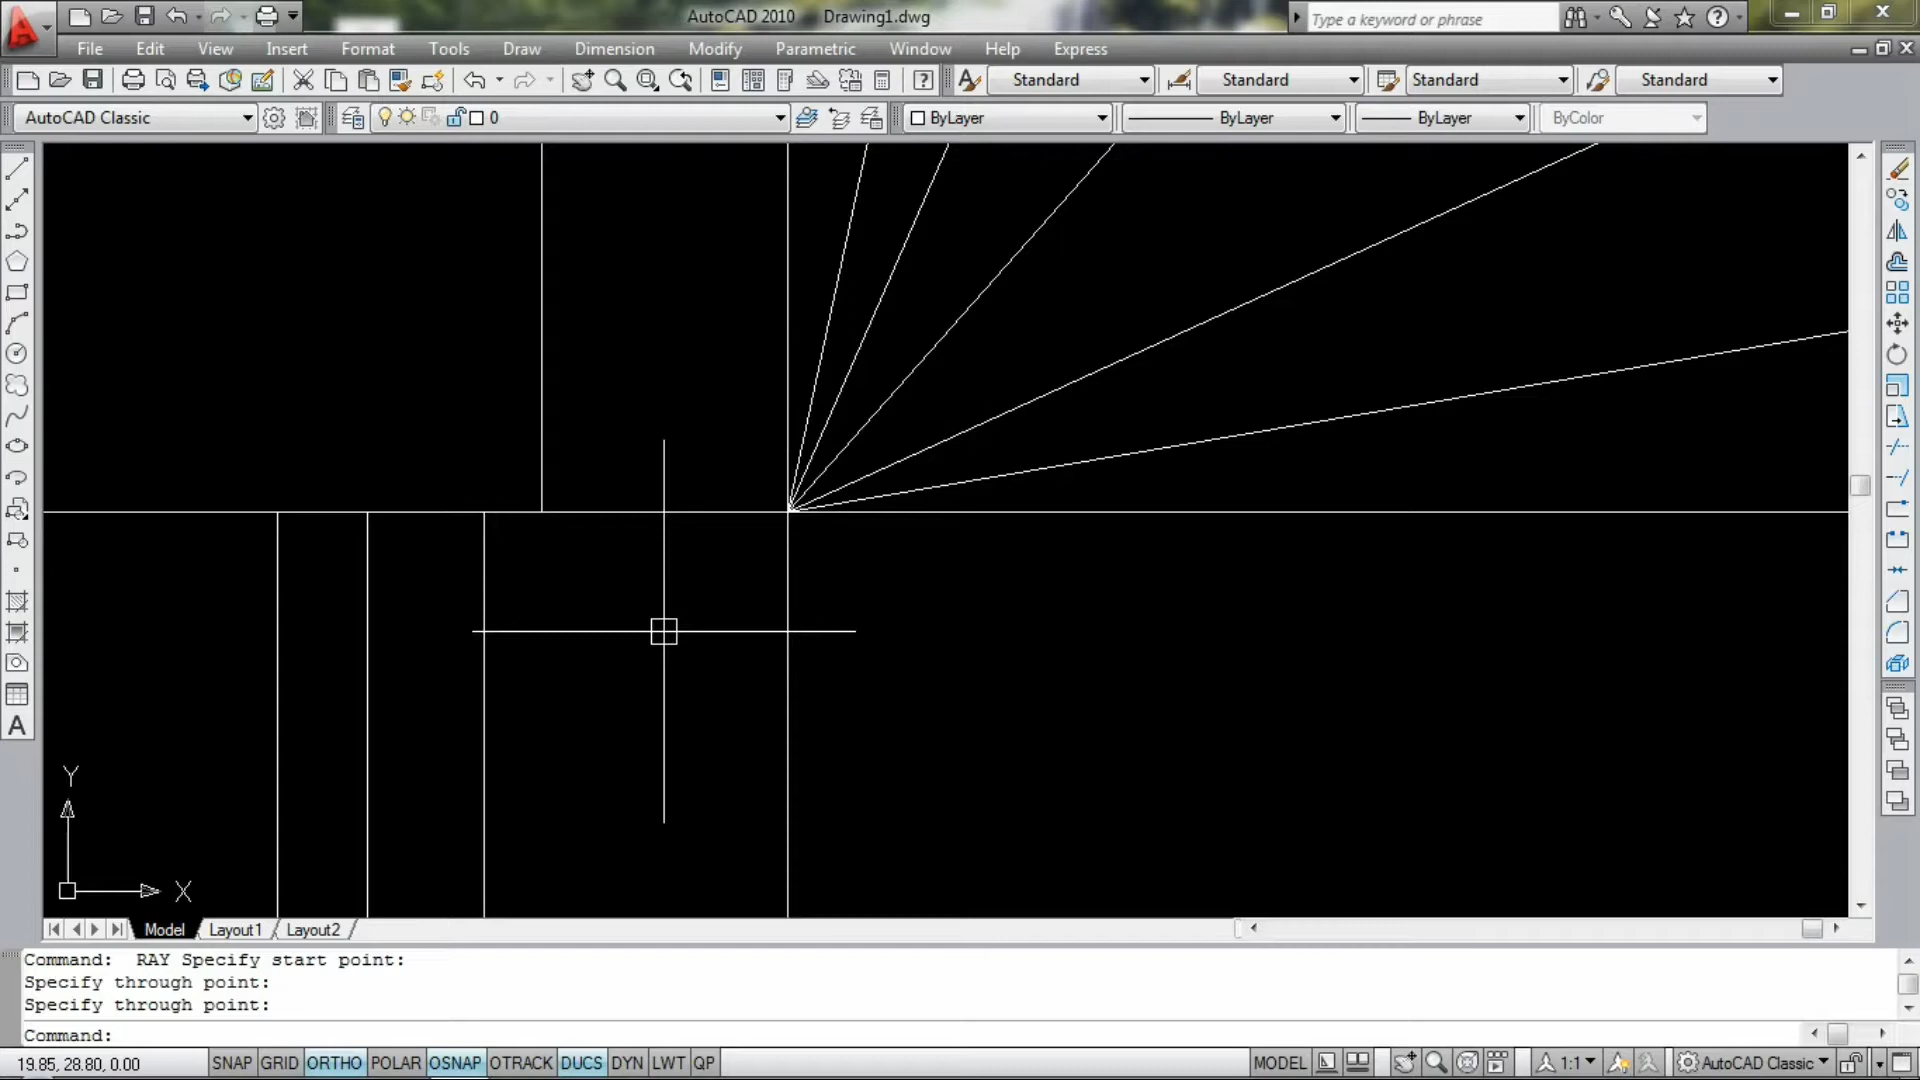 AutoCAD 2010 Drawing1.dwg Type a keyword or phrase
File Edit View Insert Format Tools Draw Dimension Modify Parametric Window Help Express
Standard Standard Standard Standard
AutoCAD Classic 0 ByLayer ByLayer ByLayer ByColor
Y
X
Model Layout1 Layout2
Command:  RAY Specify start point:
Specify through point:
Specify through point:
Command:
19.85, 28.80, 0.00 SNAP GRID ORTHO POLAR OSNAP OTRACK DUCS DYN LWT QP MODEL 1:1 AutoCAD Classic